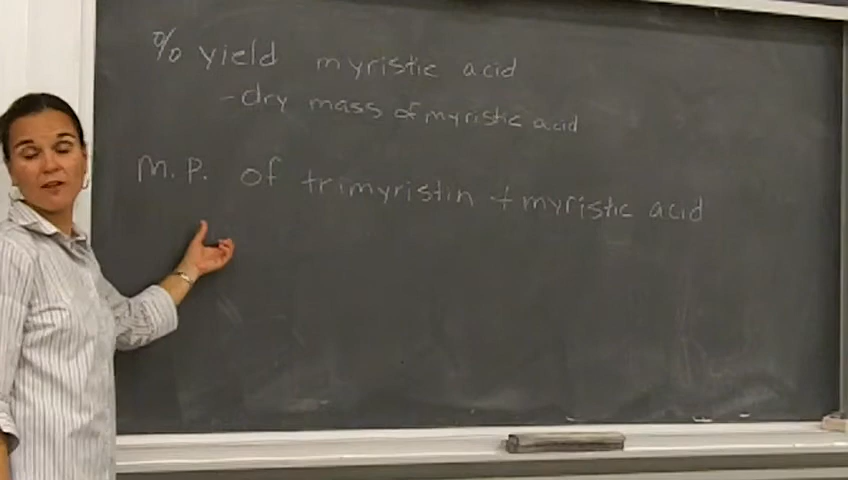 % yield myristic acid
- dry mass of myristic acid
M.P. of trimyristin + myristic acid